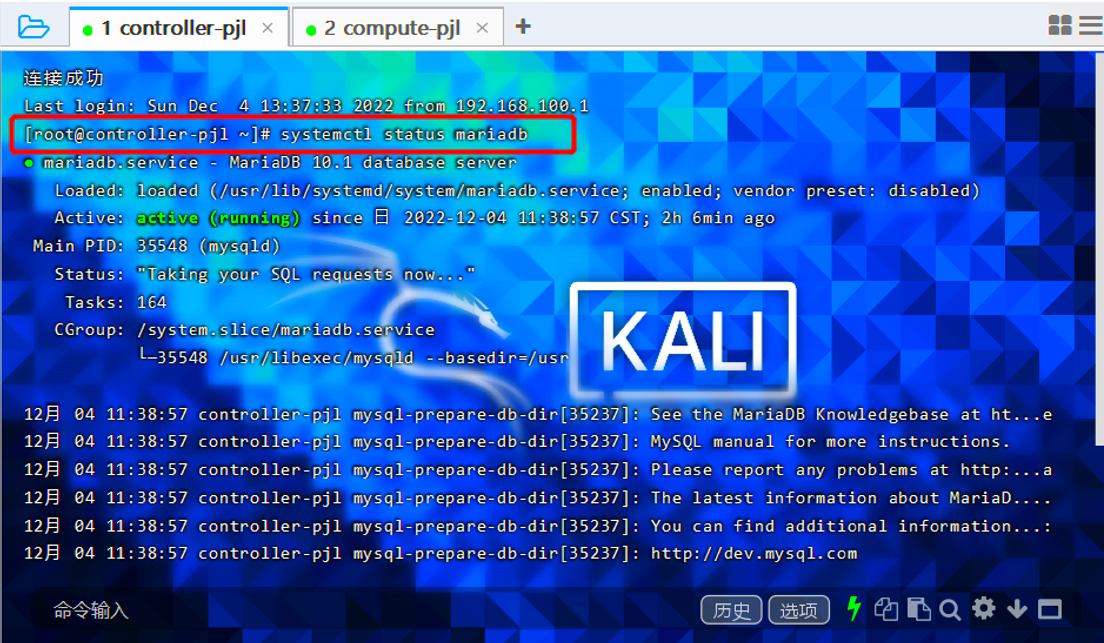 1 controller-pjl × 2 compute-pjl × +
连接成功
Last login: Sun Dec  4 13:37:33 2022 from 192.168.100.1
[root@controller-pjl ~]# systemctl status mariadb
● mariadb.service - MariaDB 10.1 database server
   Loaded: loaded (/usr/lib/systemd/system/mariadb.service; enabled; vendor preset: disabled)
   Active: active (running) since 日 2022-12-04 11:38:57 CST; 2h 6min ago
 Main PID: 35548 (mysqld)
   Status: "Taking your SQL requests now..."
    Tasks: 164
   CGroup: /system.slice/mariadb.service
           └─35548 /usr/libexec/mysqld --basedir=/usr
KALI
12月 04 11:38:57 controller-pjl mysql-prepare-db-dir[35237]: See the MariaDB Knowledgebase at ht...e
12月 04 11:38:57 controller-pjl mysql-prepare-db-dir[35237]: MySQL manual for more instructions.
12月 04 11:38:57 controller-pjl mysql-prepare-db-dir[35237]: Please report any problems at http:...a
12月 04 11:38:57 controller-pjl mysql-prepare-db-dir[35237]: The latest information about MariaD....
12月 04 11:38:57 controller-pjl mysql-prepare-db-dir[35237]: You can find additional information...:
12月 04 11:38:57 controller-pjl mysql-prepare-db-dir[35237]: http://dev.mysql.com
命令输入 历史 选项